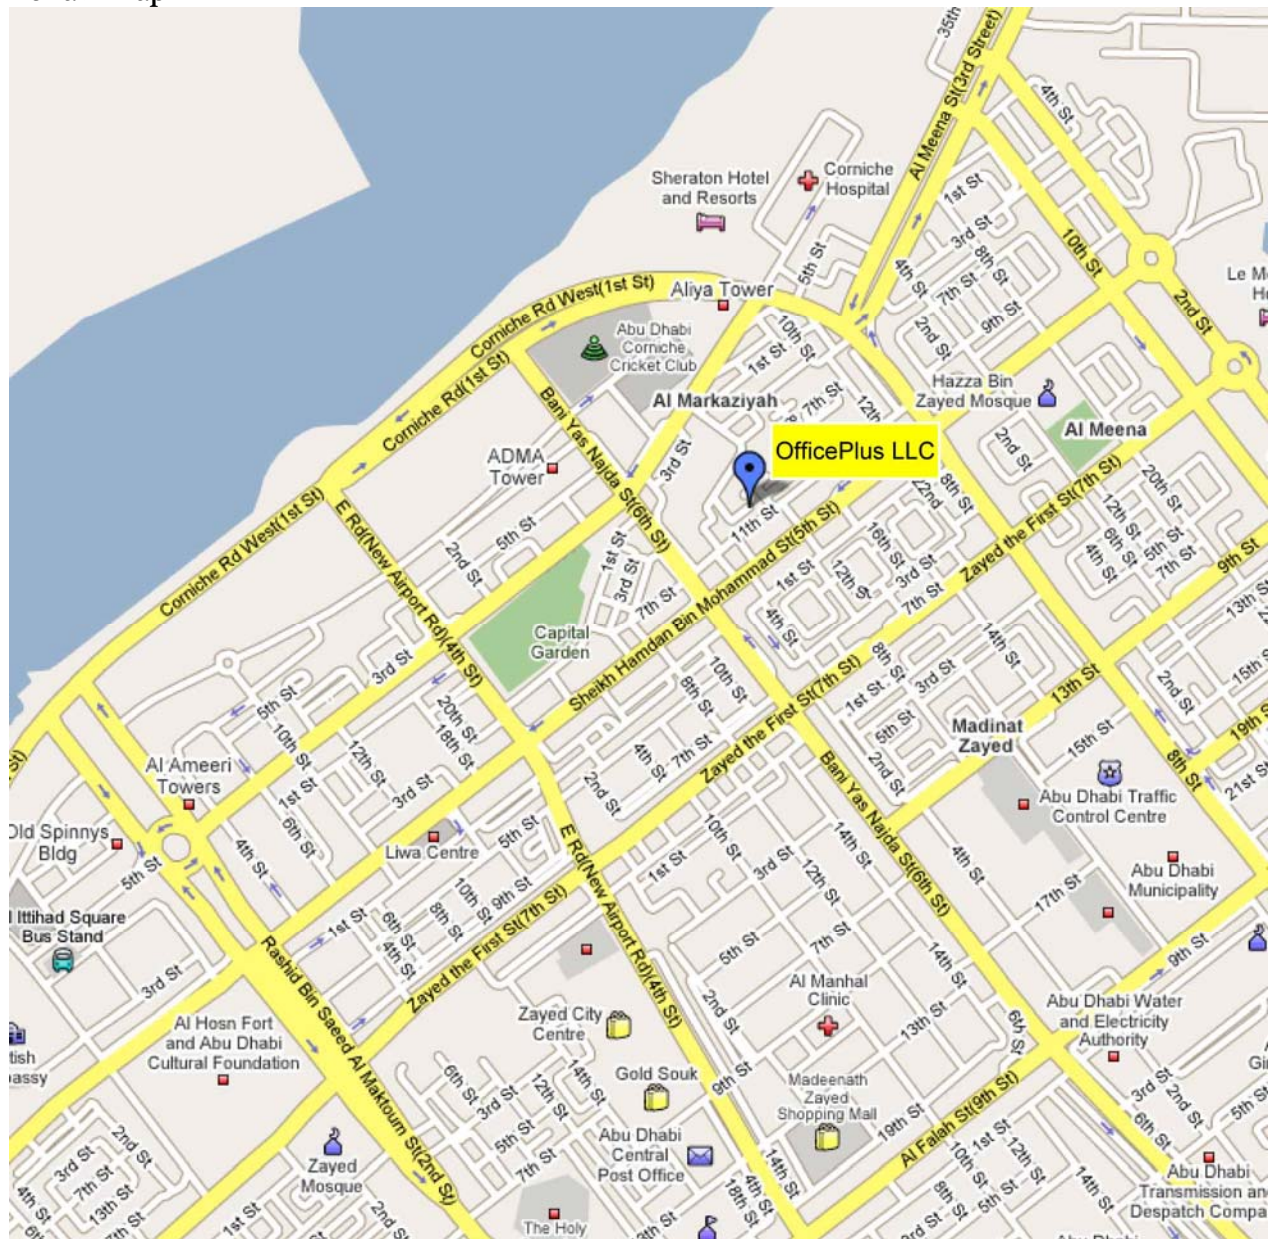 35th
Al Meena St(3rd Street)
4th St
Sheraton Hotel
and Resorts
Corniche
Hospital
1st St
3rd St
8th St
7th St
9th St
4th St
2nd St
10th St
2nd St
5th St
Corniche Rd West(1st St)
Aliya Tower
Abu Dhabi
Corniche
Cricket Club
10th St
1st St
Corniche Rd(1st St)
Al Markaziyah
7th St
12th
Hazza Bin
Zayed Mosque
Al Meena
2nd St
Bani Yas Najda St(6th St)
ADMA
Tower
3rd St
OfficePlus LLC
22nd
8th St
20th St
12th St
6th St
4th St
5th St
7th St
9th St
Corniche Rd West(1st St)
E Rd(New Airport Rd)(4th St)
5th St
2nd St
1st St
3rd St
7th St
11th St
Sheikh Hamdan Bin Mohammad St(5th St)
16th St
3rd St
12th St
1st St
4th St
7th St
Zayed the First St(7th St)
13th St
Capital
Garden
3rd St
10th St
8th St
14th St
8th St
3rd St
1st St
5th St
2nd St
13th St
2nd St
15th St
19th S
21st St
8th St
5th St
10th St
12th St
1st St
6th St
20th St
18th St
3rd St
4th St
7th St
2nd St
Zayed the First St(7th St)
Madinat
Zayed
15th St
Abu Dhabi Traffic
Control Centre
Al Ameeri
Towers
Old Spinnys
Bldg
5th St
4th St
Liwa Centre
5th St
E Rd(New Airport Rd)(4th St)
Bani Yas Najda St(6th St)
14th St
4th St
17th St
Abu Dhabi
Municipality
1st St
10th St
3rd St
12th St
10th St
9th St
8th St
6th St
4th St
1st St
Zayed the First St(7th St)
l Ittihad Square
Bus Stand
3rd St
Rashid Bin Saeed Al Maktoum St(2nd St)
5th St
7th St
2nd St
14th St
9th St
Al Manhal
Clinic
13th St
6th St
Abu Dhabi Water
and Electricity
Authority
Al Hosn Fort
and Abu Dhabi
Cultural Foundation
Zayed City
Centre
Gold Souk
9th St
Madeenath
Zayed
Shopping Mall
19th St
Al Falah St(9th St)
3rd St
2nd St
5th St
6th St
6th St
3rd St
12th St
14th St
5th St
7th St
Abu Dhabi
Central
Post Office
14th St
4th St
18th St
10th St
1st St
12th St
8th St
5th St
3rd St
Abu Dhabi
Transmission an
Despatch Compa
Zayed
Mosque
2nd St
3rd St
7th St
13th St
4th St
7th St
1st St
2nd St
The Holy